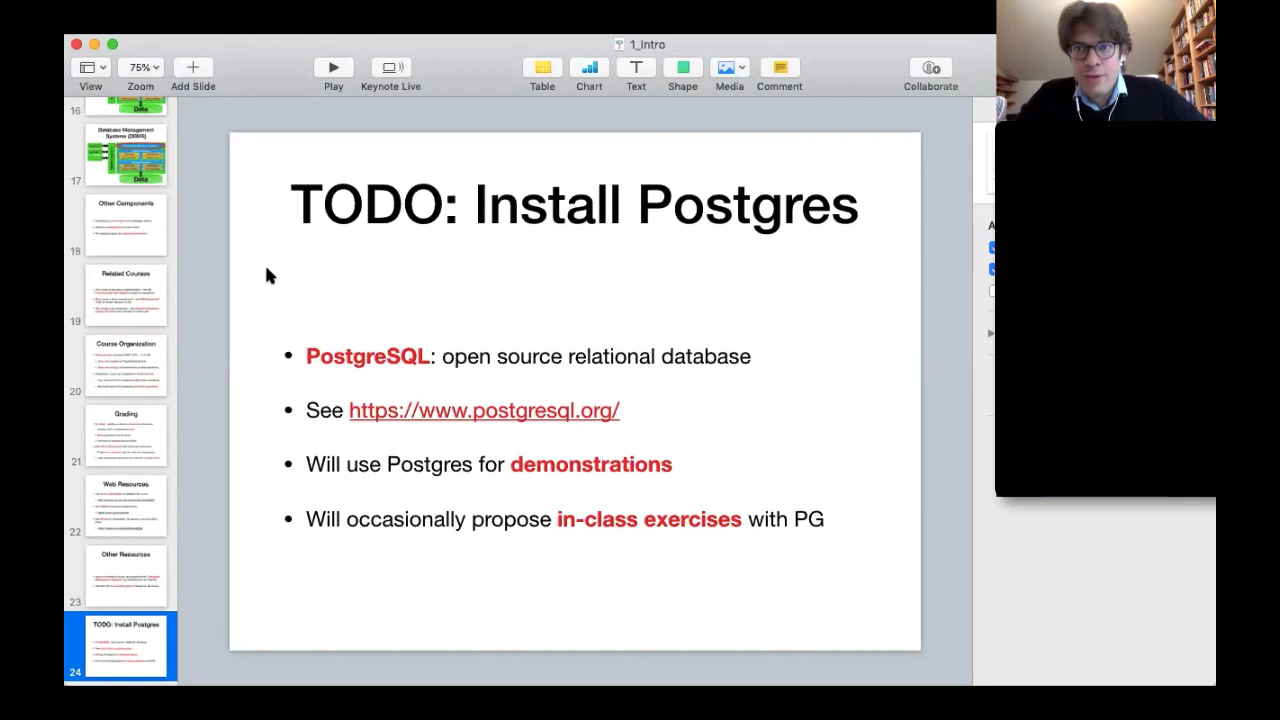 1_Intro
75%
View
Zoom
Add Slide
Play
Keynote Live
Table
Chart
Text
Shape
Media
Comment
Collaborate
16
Data
Database Management
Systems (DBMS)
Data
17
Other Components
18
Related Courses
19
Course Organization
20
Grading
21
Web Resources
22
Other Resources
23
TODO: Install Postgres
24
TODO: Install Postgres
• PostgreSQL: open source relational database
• See https://www.postgresql.org/
• Will use Postgres for demonstrations
• Will occasionally propose in-class exercises with PG